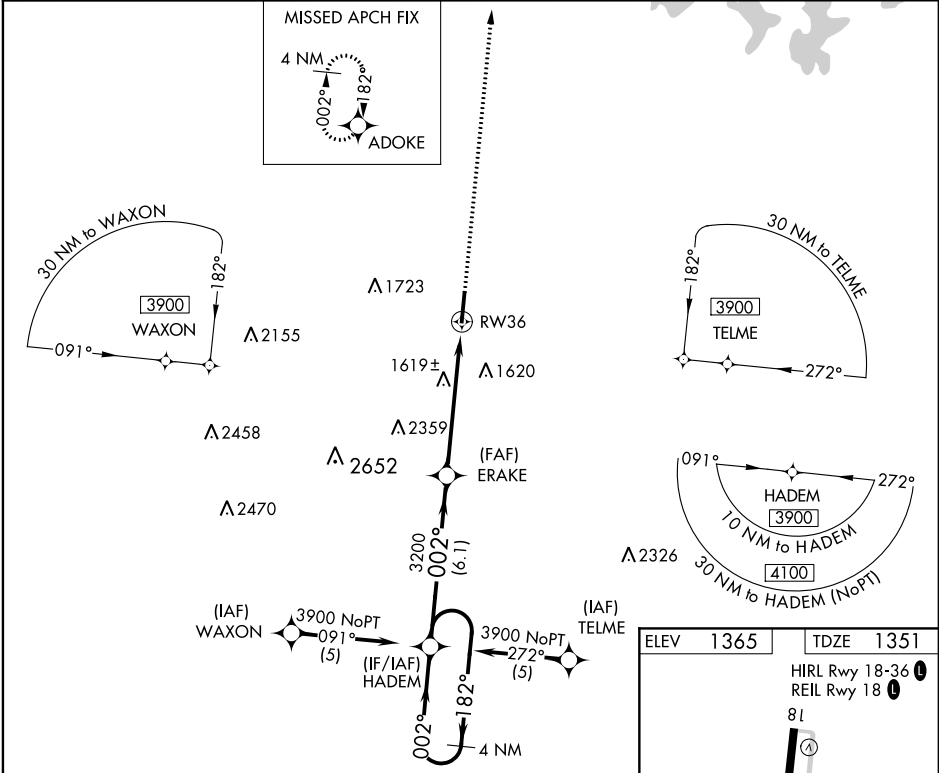 MISSED APCH FIX
4 NM
002°
182°
ADOKE
30 NM to WAXON
182°
3900
WAXON
091°
30 NM to TELME
182°
3900
TELME
272°
1723
RW36
2155
1619±
1620
2458
2359
2652
(FAF)
ERAKE
2470
091°
272°
HADEM
3900
10 NM to HADEM
4100
30 NM to HADEM (NoPT)
2326
3200
002°
(6.1)
(IAF)
WAXON
3900 NoPT
091°
(5)
(IF/IAF)
HADEM
3900 NoPT
272°
(5)
(IAF)
TELME
002°
182°
4 NM
ELEV 1365
TDZE 1351
HIRL Rwy 18-36 L
REIL Rwy 18 L
18
V